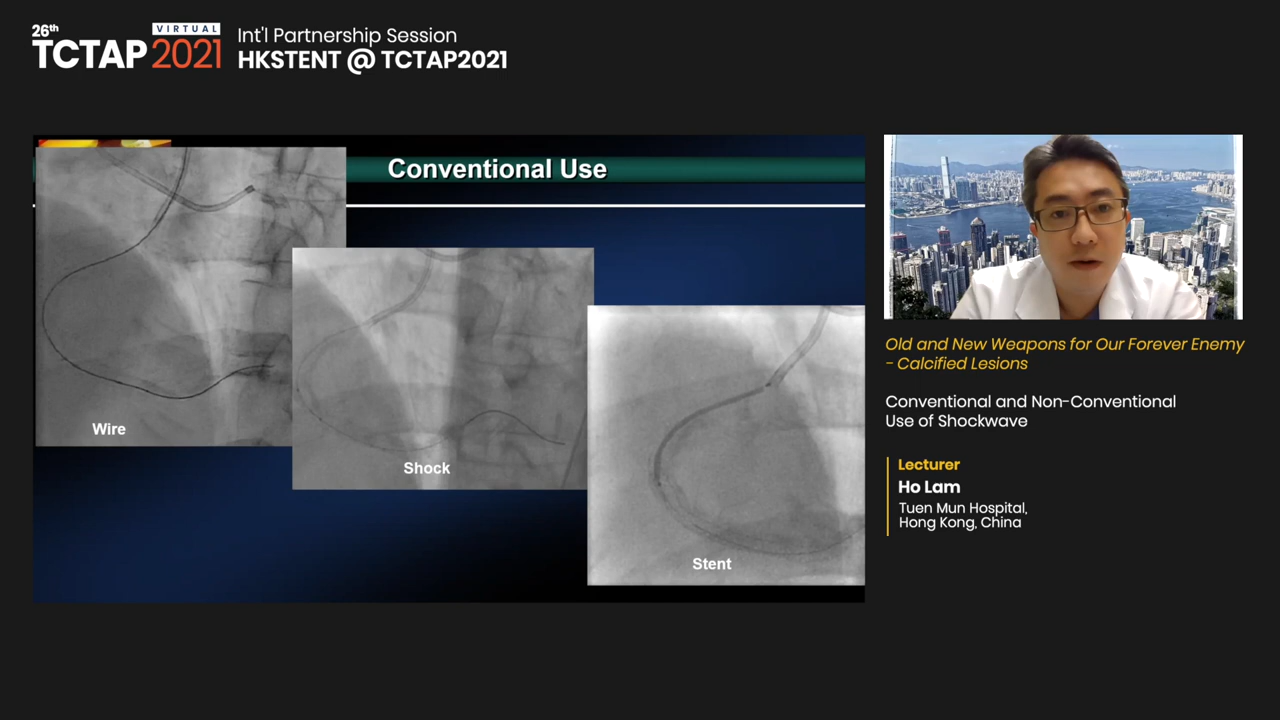 26th
VIRTUAL
TCTAP 2021
Int'l Partnership Session
HKSTENT @ TCTAP2021
Conventional Use
Wire
Shock
Stent
Old and New Weapons for Our Forever Enemy
- Calcified Lesions
Conventional and Non-Conventional
Use of Shockwave
Lecturer
Ho Lam
Tuen Mun Hospital,
Hong Kong, China